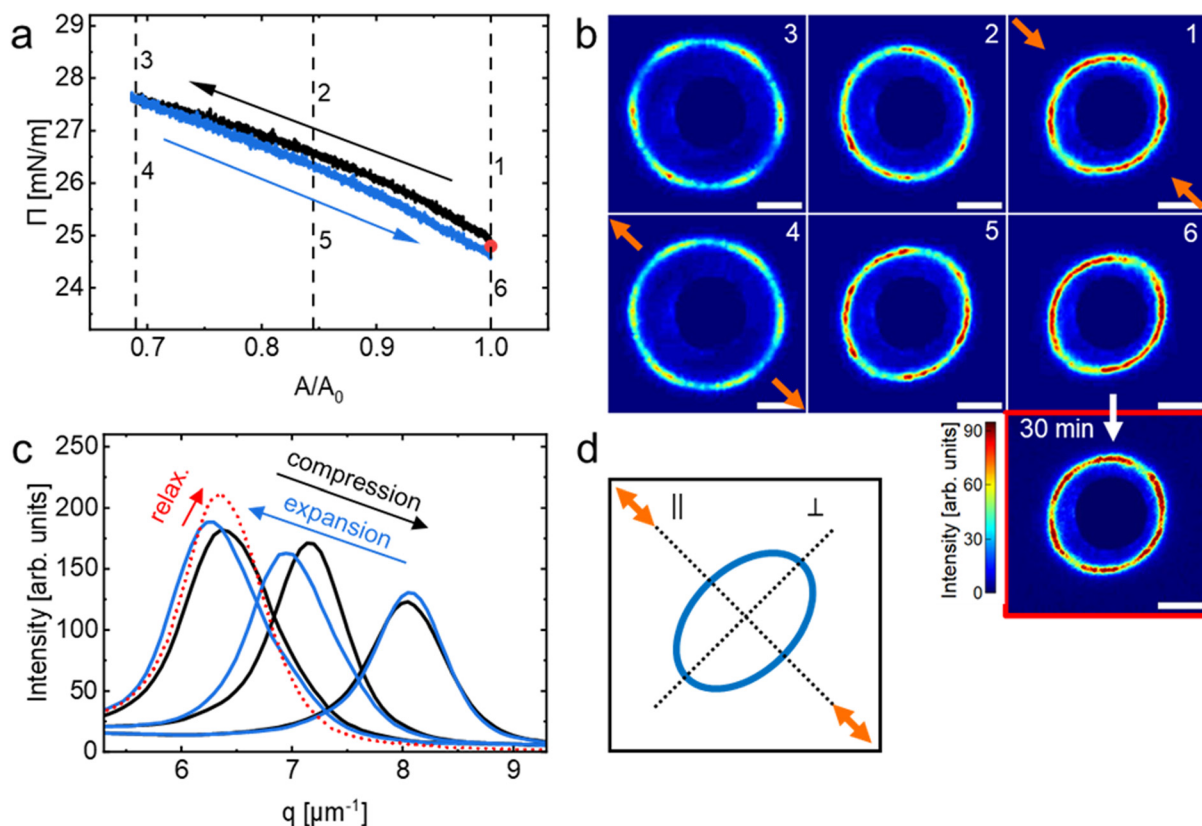 a
29
28
27
26
25
24
Π [mN/m]
3
2
1
4
5
6
0.7
0.8
0.9
1.0
A/A₀
b
3
2
1
4
5
6
30 min
Intensity [arb. units]
90
60
30
0
c
250
200
150
100
50
0
Intensity [arb. units]
relax.
compression
expansion
6
7
8
9
q [µm⁻¹]
d
||
⊥